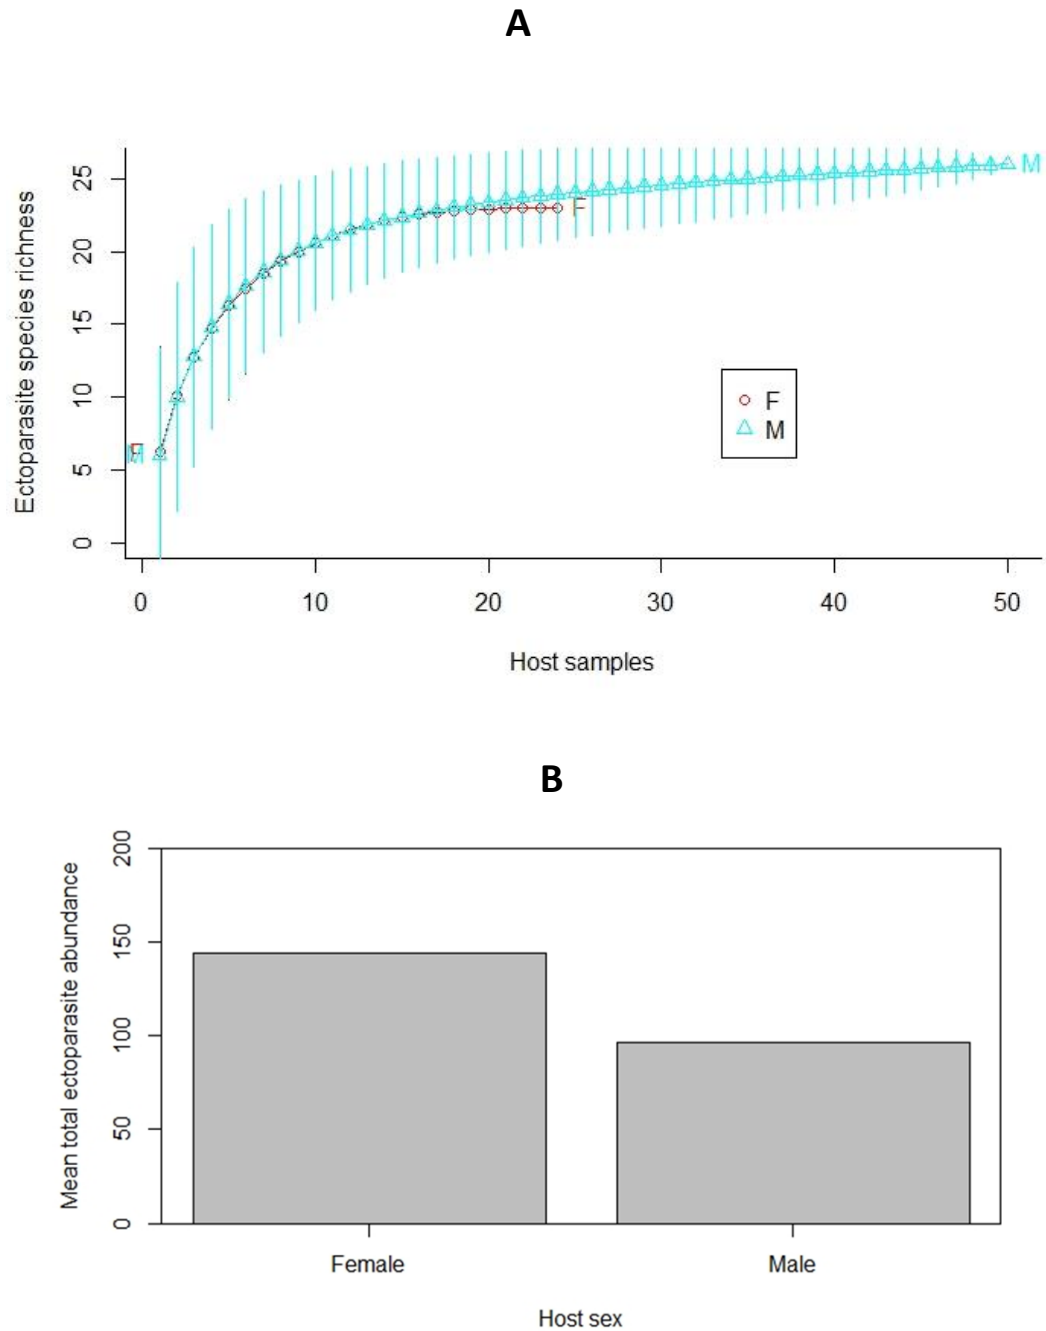 A
Ectoparasite species richness
25
20
15
10
5
0
M
F
F
M
F
M
0 10 20 30 40 50
Host samples
B
Mean total ectoparasite abundance
200
150
100
50
0
Female Male
Host sex